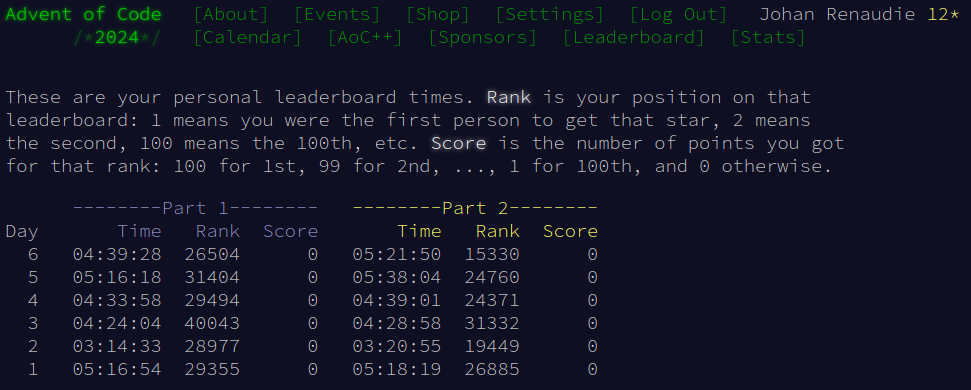 Advent of Code [About] [Events] [Shop] [Settings] [Log Out] Johan Renaudie 12*
/*2024*/ [Calendar] [AoC++] [Sponsors] [Leaderboard] [Stats]
These are your personal leaderboard times. Rank is your position on that
leaderboard: 1 means you were the first person to get that star, 2 means
the second, 100 means the 100th, etc. Score is the number of points you got
for that rank: 100 for 1st, 99 for 2nd, ..., 1 for 100th, and 0 otherwise.
--------Part 1-------- --------Part 2--------
Day Time Rank Score Time Rank Score
6 04:39:28 26504 0 05:21:50 15330 0
5 05:16:18 31404 0 05:38:04 24760 0
4 04:33:58 29494 0 04:39:01 24371 0
3 04:24:04 40043 0 04:28:58 31332 0
2 03:14:33 28977 0 03:20:55 19449 0
1 05:16:54 29355 0 05:18:19 26885 0